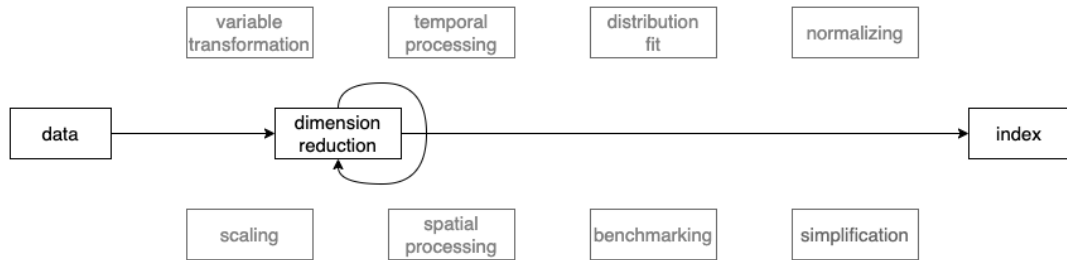 variable
transformation
temporal
processing
distribution
fit
normalizing
data
dimension
reduction
index
scaling
spatial
processing
benchmarking
simplification